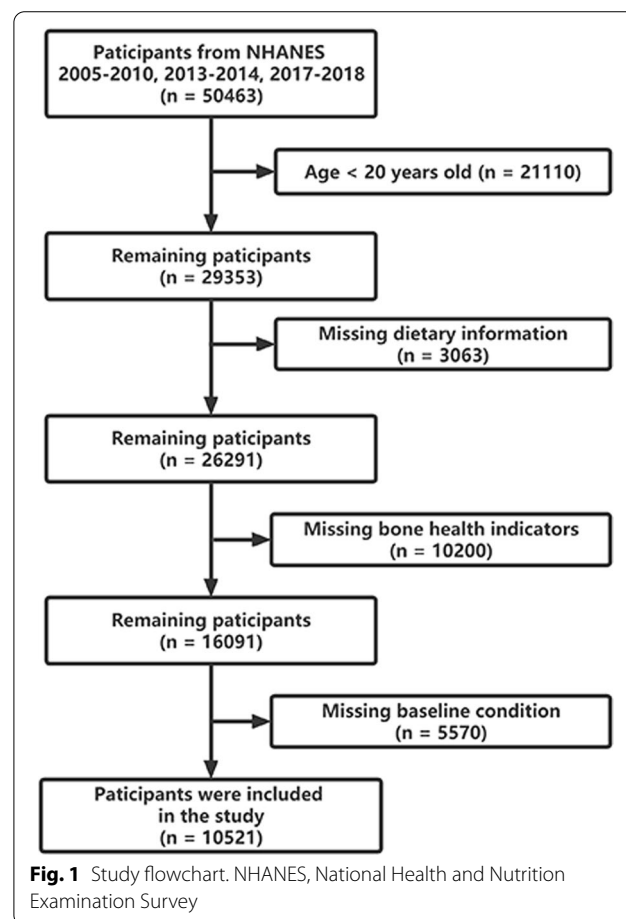 Paticipants from NHANES
2005-2010, 2013-2014, 2017-2018
(n = 50463)
Age < 20 years old (n = 21110)
Remaining paticipants
(n = 29353)
Missing dietary information
(n = 3063)
Remaining paticipants
(n = 26291)
Missing bone health indicators
(n = 10200)
Remaining paticipants
(n = 16091)
Missing baseline condition
(n = 5570)
Paticipants were included
in the study
(n = 10521)
Fig. 1 Study flowchart. NHANES, National Health and Nutrition
Examination Survey